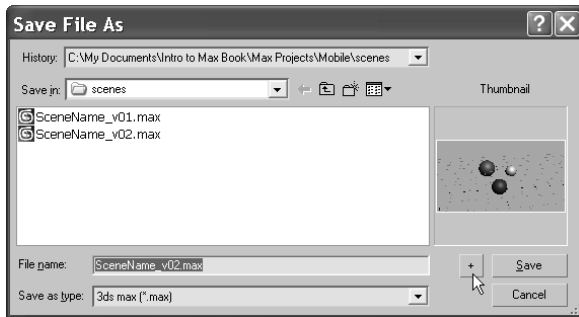 Save File As
History: C:\My Documents\Intro to Max Book\Max Projects\Mobile\scenes
Save in: scenes
Thumbnail
SceneName_v01.max
SceneName_v02.max
File name: SceneName_v02.max + Save
Save as type: 3ds max (*.max) Cancel